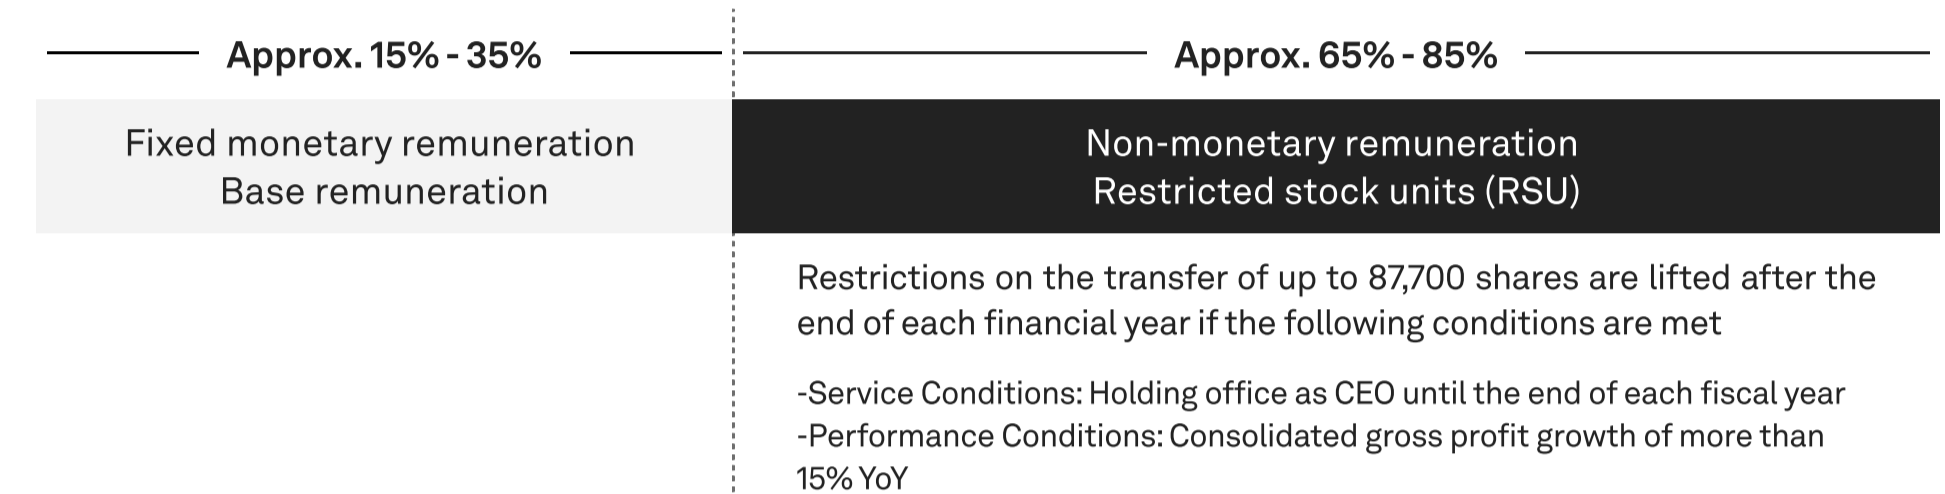 Approx. 15% - 35%
Approx. 65% - 85%
Fixed monetary remuneration
Base remuneration
Non-monetary remuneration
Restricted stock units (RSU)
Restrictions on the transfer of up to 87,700 shares are lifted after the
end of each financial year if the following conditions are met
-Service Conditions: Holding office as CEO until the end of each fiscal year
-Performance Conditions: Consolidated gross profit growth of more than
15% YoY